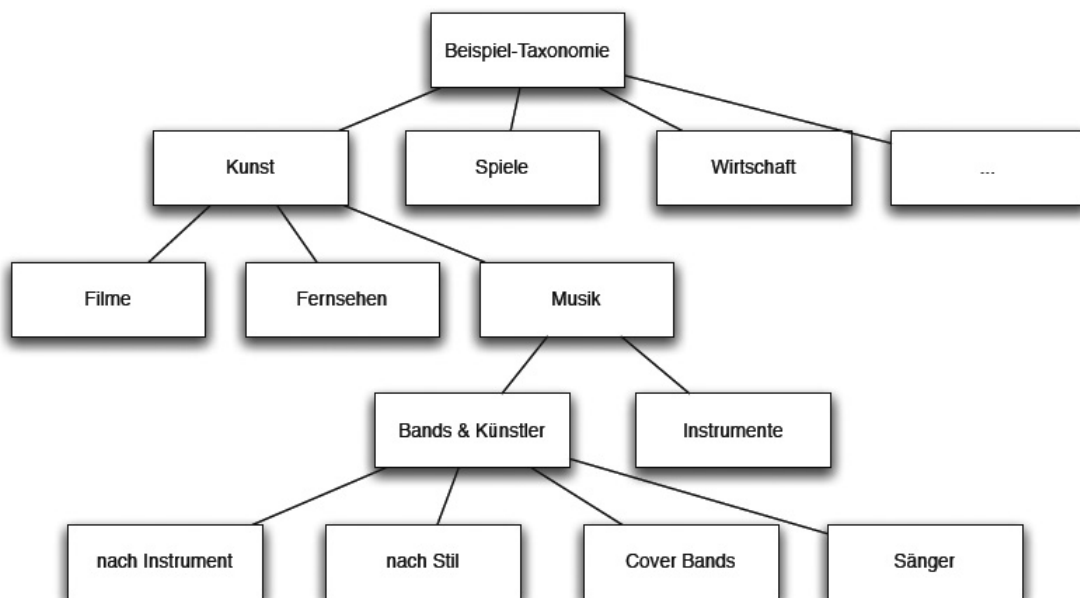 Beispiel-Taxonomie
Kunst
Spiele
Wirtschaft
...
Filme
Fernsehen
Musik
Bands & Künstler
Instrumente
nach Instrument
nach Stil
Cover Bands
Sänger